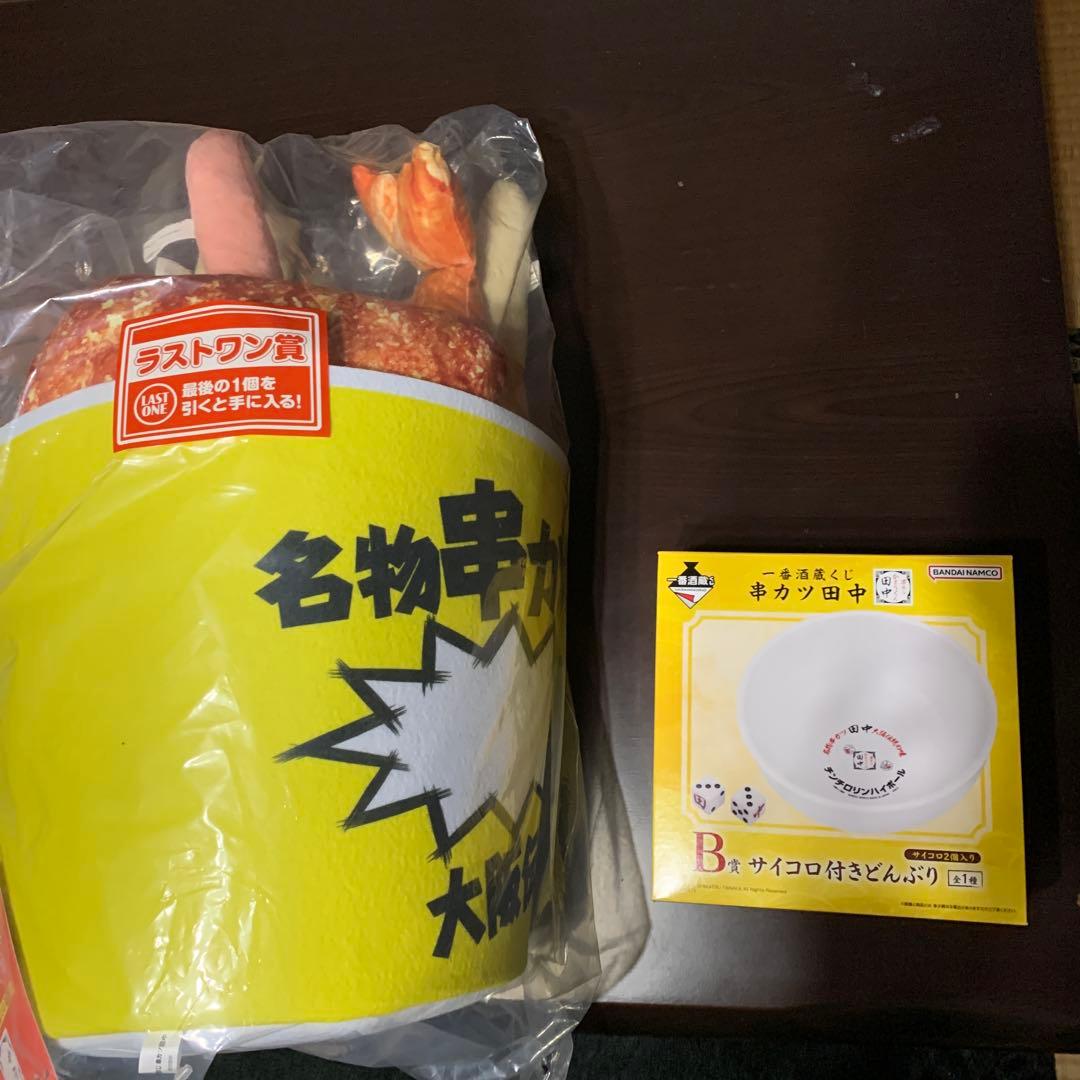 ラストワン賞
LAST ONE
最後の1個を
引くと手に入る!
名物串カ
大阪
一番酒蔵くじ
串カツ田中
田中
BANDAI NAMCO
一番酒蔵くじ
田中
チンチロリンハイボール
B賞 サイコロ付きどんぶり
サイコロ2個入り
全1種